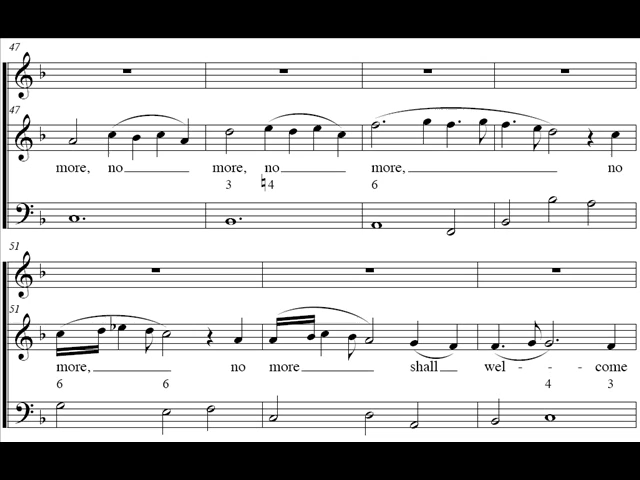 47
47
more, no more, no more, no
3 ♮4 6
51
51
more, no more shall wel - - - come
6 6 4 3